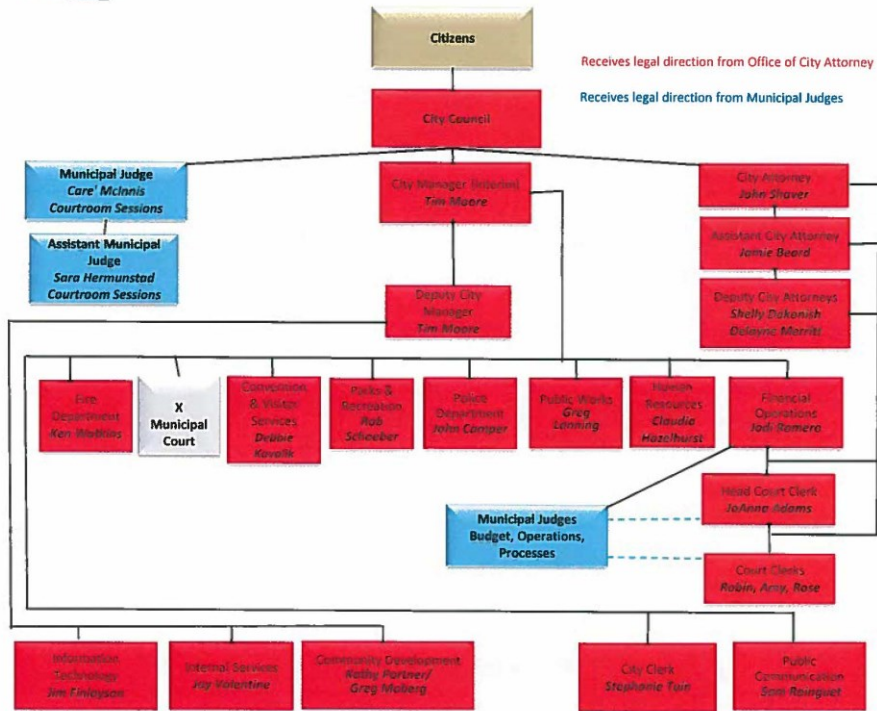 Citizens
Receives legal direction from Office of City Attorney
Receives legal direction from Municipal Judges
City Council
Municipal Judge
Care' McInnis
Courtroom Sessions
City Manager (Interim)
Tim Moore
City Attorney
John Shaver
Assistant Municipal
Judge
Sara Hermunstad
Courtroom Sessions
Assistant City Attorney
Jamie Beard
Deputy City
Manager
Tim Moore
Deputy City Attorneys
Shelly Dakonish
Delayne Merritt
Fire
Department
Ken Watkins
X
Municipal
Court
Convention
& Visitor
Services
Debbie
Kovalik
Parks &
Recreation
Rob
Schoeber
Police
Department
John Camper
Public Works
Greg
Lanning
Human
Resources
Claudia
Hazelhurst
Financial
Operations
Jodi Romero
Head Court Clerk
JoAnna Adams
Municipal Judges
Budget, Operations,
Processes
Court Clerks
Robin, Amy, Rose
Information
Technology
Jim Finlayson
Internal Services
Jay Valentine
Community Development
Kathy Portner/
Greg Moberg
City Clerk
Stephanie Tuin
Public
Communication
Sam Rainguet